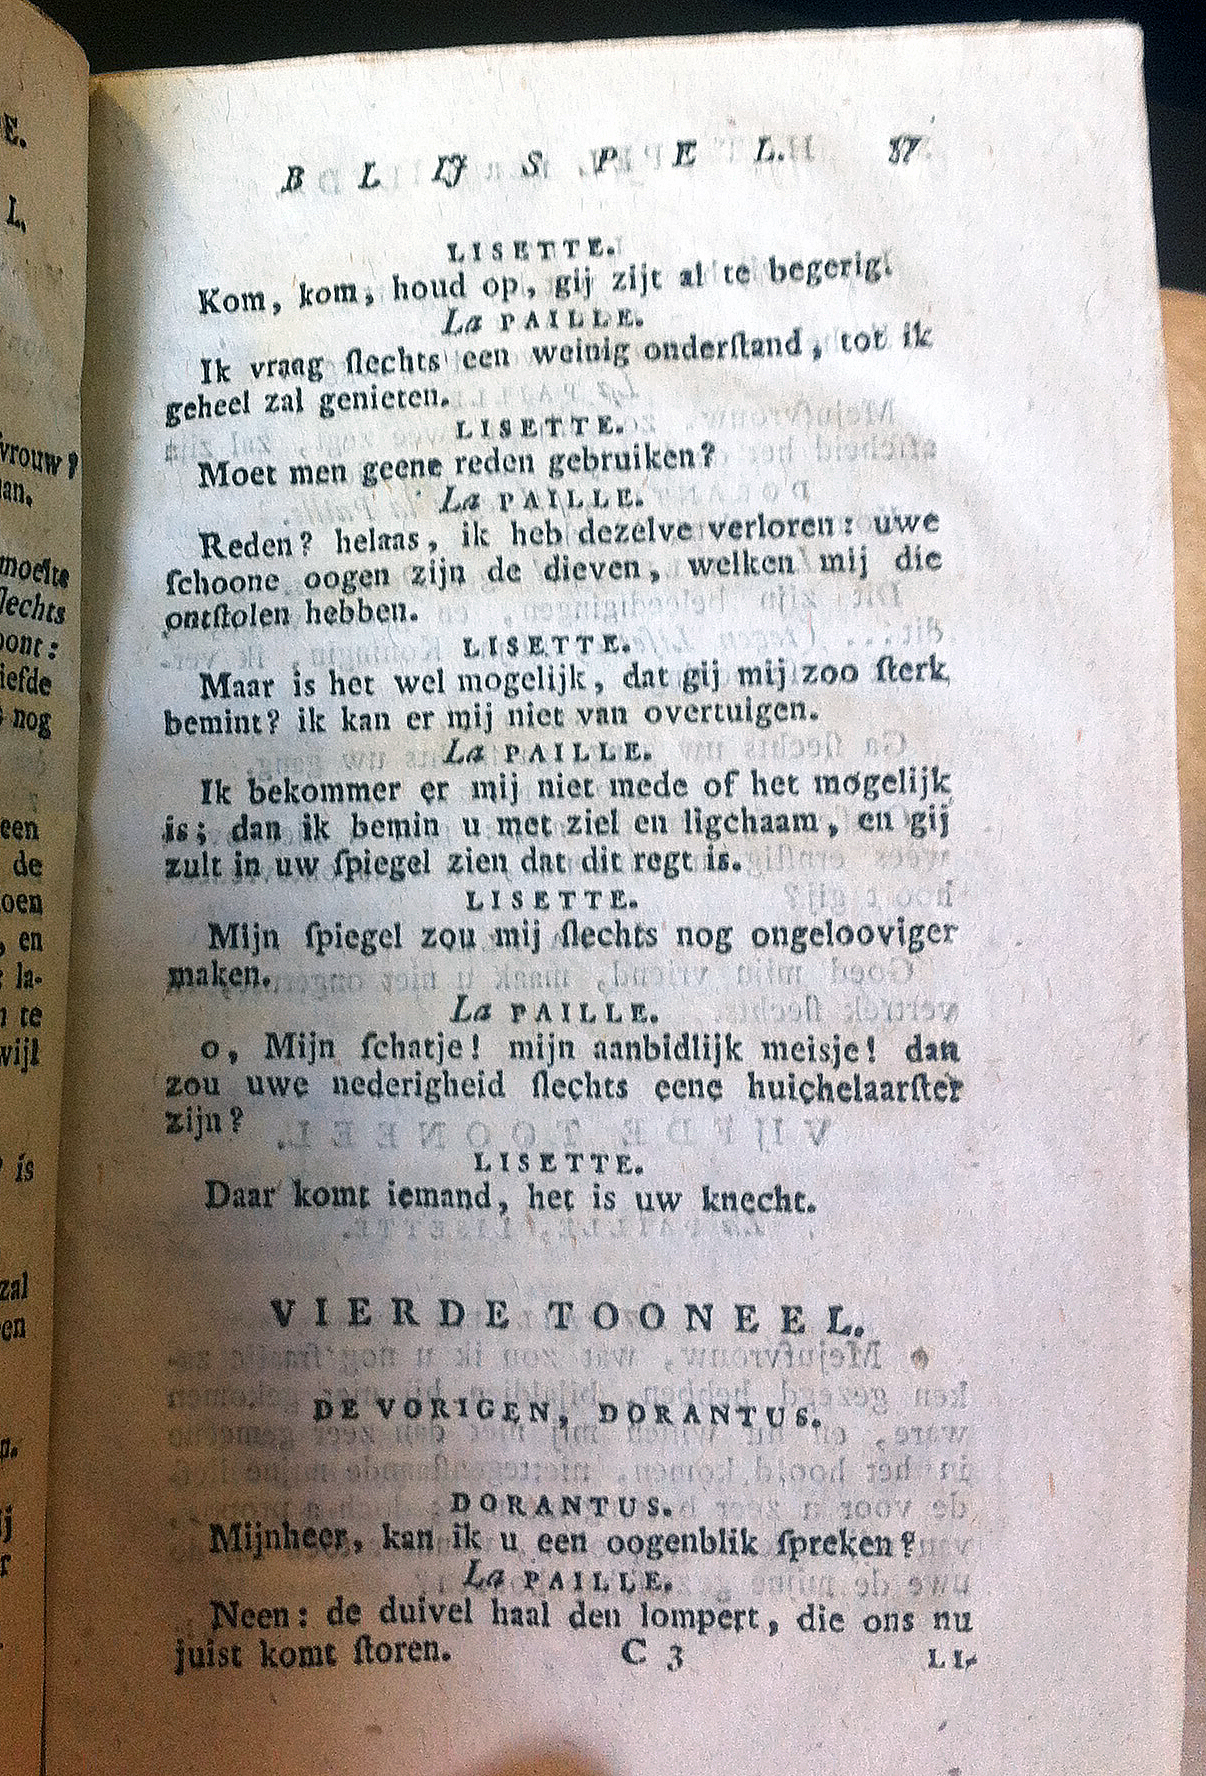 B L IJ S P E L. 37
LISETTE.
Kom, kom, houd op, gij zijt al te begerig.
La PAILLE.
Ik vraag ſlechts een weinig onderſtand, tot ik
geheel zal genieten.
LISETTE.
Moet men geene reden gebruiken?
La PAILLE.
Reden? helaas, ik heb dezelve verloren: uwe
ſchoone oogen zijn de dieven, welken mij die
ontſtolen hebben.
LISETTE.
Maar is het wel mogelijk, dat gij mij zoo ſterk
bemint? ik kan er mij niet van overtuigen.
La PAILLE.
Ik bekommer er mij niet mede of het mogelijk
is; dan ik bemin u met ziel en ligchaam, en gij
zult in uw ſpiegel zien dat dit regt is.
LISETTE.
Mijn ſpiegel zou mij ſlechts nog ongelooviger
maken.
La PAILLE.
o, Mijn ſchatje! mijn aanbidlijk meisje! dan
zou uwe nederigheid ſlechts eene huichelaarſter
zijn?
LISETTE.
Daar komt iemand, het is uw knecht.
VIERDE TOONEEL.
DE VORIGEN, DORANTUS.
DORANTUS.
Mijnheer, kan ik u een oogenblik ſpreken?
La PAILLE.
Neen: de duivel haal den lompert, die ons nu
juist komt ſtoren. C 3 LI-